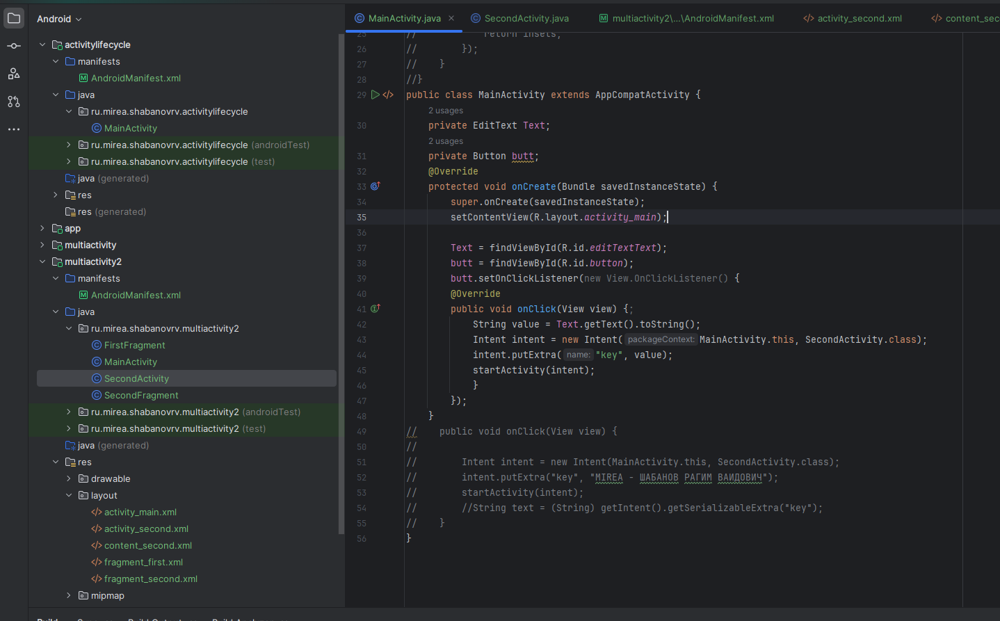 Android
activitylifecycle
manifests
AndroidManifest.xml
java
ru.mirea.shabanovrv.activitylifecycle
MainActivity
ru.mirea.shabanovrv.activitylifecycle (androidTest)
ru.mirea.shabanovrv.activitylifecycle (test)
java (generated)
res
res (generated)
app
multiactivity
multiactivity2
manifests
AndroidManifest.xml
java
ru.mirea.shabanovrv.multiactivity2
FirstFragment
MainActivity
SecondActivity
SecondFragment
ru.mirea.shabanovrv.multiactivity2 (androidTest)
ru.mirea.shabanovrv.multiactivity2 (test)
java (generated)
res
drawable
layout
activity_main.xml
activity_second.xml
content_second.xml
fragment_first.xml
fragment_second.xml
mipmap
MainActivity.java SecondActivity.java multiactivity2\...\AndroidManifest.xml activity_second.xml content_sec
25 // return insets;
26 // });
27 // }
28 //}
29 public class MainActivity extends AppCompatActivity {
2 usages
30 private EditText Text;
2 usages
31 private Button butt;
32 @Override
33 protected void onCreate(Bundle savedInstanceState) {
34 super.onCreate(savedInstanceState);
35 setContentView(R.layout.activity_main);
36
37 Text = findViewById(R.id.editTextText);
38 butt = findViewById(R.id.button);
39 butt.setOnClickListener(new View.OnClickListener() {
40 @Override
41 public void onClick(View view) {;
42 String value = Text.getText().toString();
43 Intent intent = new Intent( packageContext: MainActivity.this, SecondActivity.class);
44 intent.putExtra( name: "key", value);
45 startActivity(intent);
46 }
47 });
48 }
49 // public void onClick(View view) {
50 //
51 // Intent intent = new Intent(MainActivity.this, SecondActivity.class);
52 // intent.putExtra("key", "MIREA - ШАБАНОВ РАГИМ ВАИДОВИЧ");
53 // startActivity(intent);
54 // //String text = (String) getIntent().getSerializableExtra("key");
55 // }
56 }